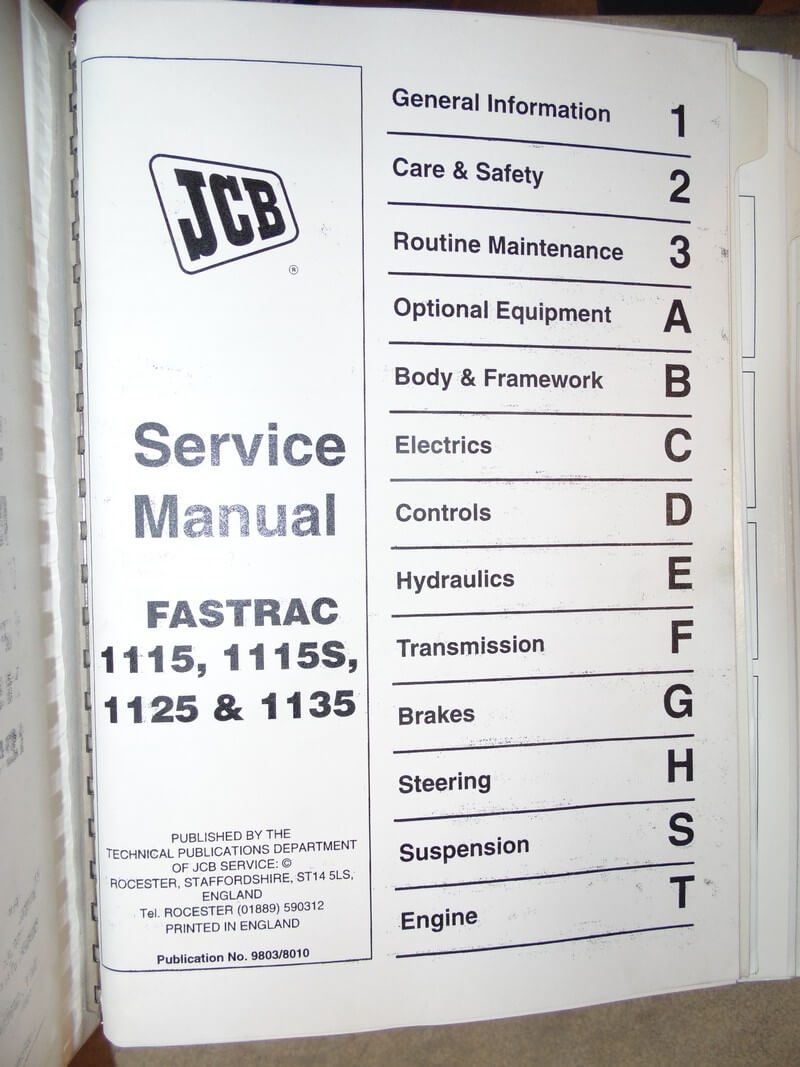 JCB
®
Service
Manual
FASTRAC
1115, 1115S,
1125 & 1135
PUBLISHED BY THE
TECHNICAL PUBLICATIONS DEPARTMENT
OF JCB SERVICE: ©
ROCESTER, STAFFORDSHIRE, ST14 5LS,
ENGLAND
Tel. ROCESTER (01889) 590312
PRINTED IN ENGLAND
Publication No. 9803/8010
General Information 1
Care & Safety 2
Routine Maintenance 3
Optional Equipment A
Body & Framework B
Electrics C
Controls D
Hydraulics E
Transmission F
Brakes G
Steering H
Suspension S
Engine T